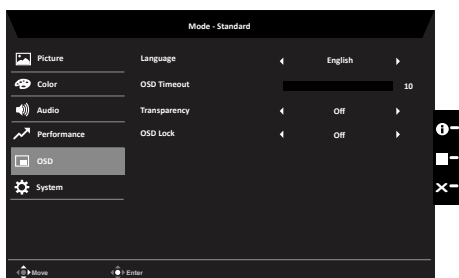 Mode - Standard
Picture
Language English
Color
OSD Timeout 10
Audio
Transparency Off
Performance
OSD Lock Off
OSD
System
Move Enter